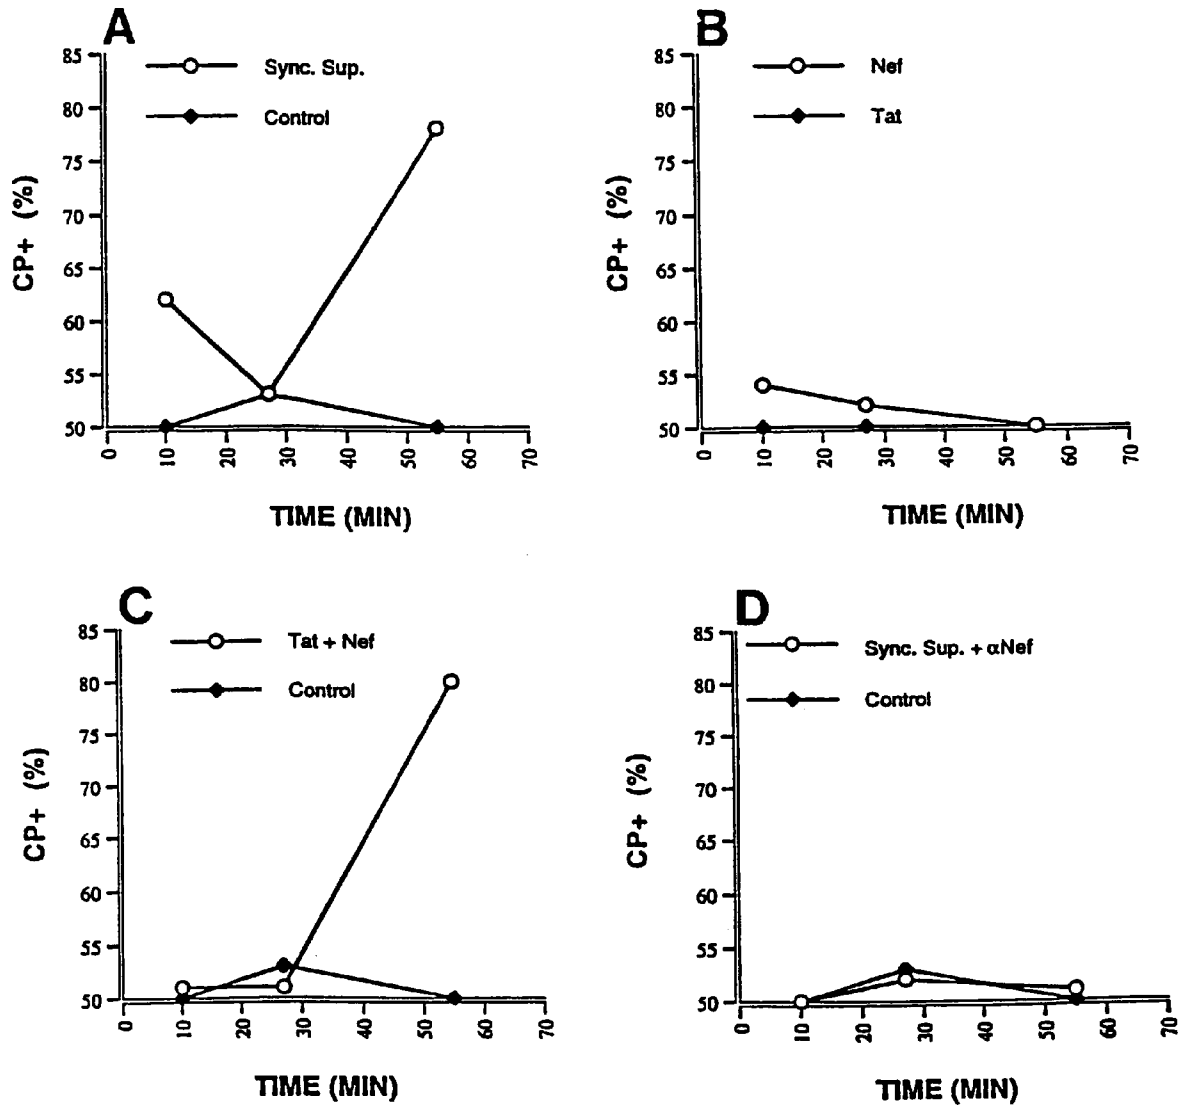 A
85
80
75
70
65
60
55
50
CP+ (%)
Sync. Sup.
Control
0 10 20 30 40 50 60 70
TIME (MIN)
B
85
80
75
70
65
60
55
50
CP+ (%)
Nef
Tat
0 10 20 30 40 50 60 70
TIME (MIN)
C
85
80
75
70
65
60
55
50
CP+ (%)
Tat + Nef
Control
0 10 20 30 40 50 60 70
TIME (MIN)
D
85
80
75
70
65
60
55
50
CP+ (%)
Sync. Sup. + αNef
Control
0 10 20 30 40 50 60 70
TIME (MIN)